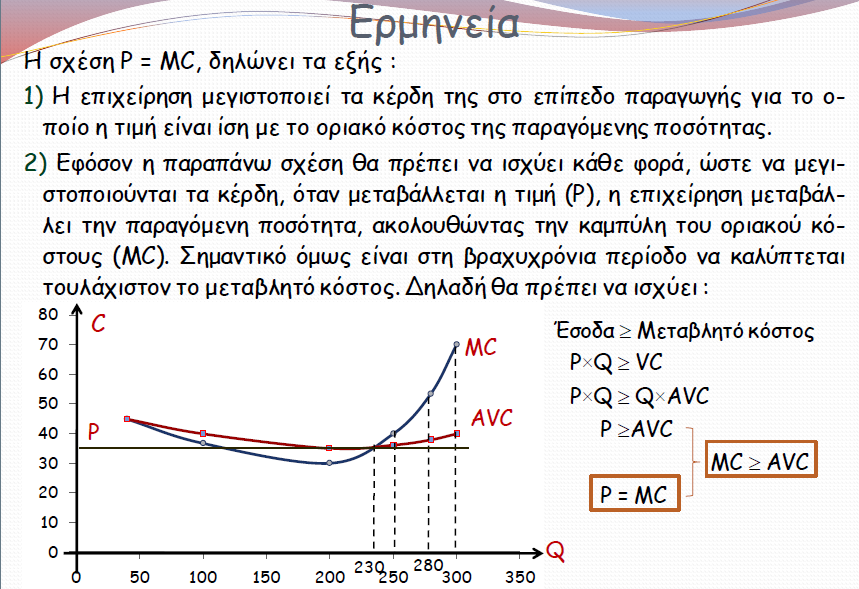 Ερμηνεία
Η σχέση P = MC, δηλώνει τα εξής :
1) Η επιχείρηση μεγιστοποιεί τα κέρδη της στο επίπεδο παραγωγής για το ο-
ποίο η τιμή είναι ίση με το οριακό κόστος της παραγόμενης ποσότητας.
2) Εφόσον η παραπάνω σχέση θα πρέπει να ισχύει κάθε φορά, ώστε να μεγι-
στοποιούνται τα κέρδη, όταν μεταβάλλεται η τιμή (P), η επιχείρηση μεταβάλ-
λει την παραγόμενη ποσότητα, ακολουθώντας την καμπύλη του οριακού κό-
στους (MC). Σημαντικό όμως είναι στη βραχυχρόνια περίοδο να καλύπτεται
τουλάχιστον το μεταβλητό κόστος. Δηλαδή θα πρέπει να ισχύει :
80
C
70
MC
60
50
AVC
P
40
30
20
10
0
Q
230
280
0 50 100 150 200 250 300 350
Έσοδα ≥ Μεταβλητό κόστος
P×Q ≥ VC
P×Q ≥ Q×AVC
P ≥AVC
MC ≥ AVC
P = MC